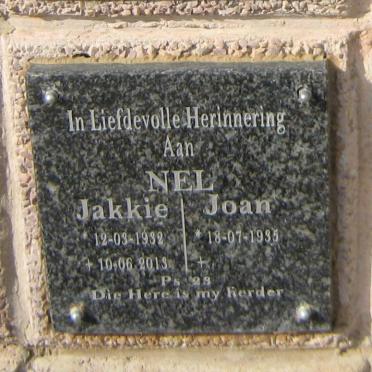 In Liefdevolle Herinnering
Aan
NEL
Jakkie Joan
* 12-03-1932 * 18-07-1935
+ 10-06-2013 +
Ps 23
Die Here is my herder